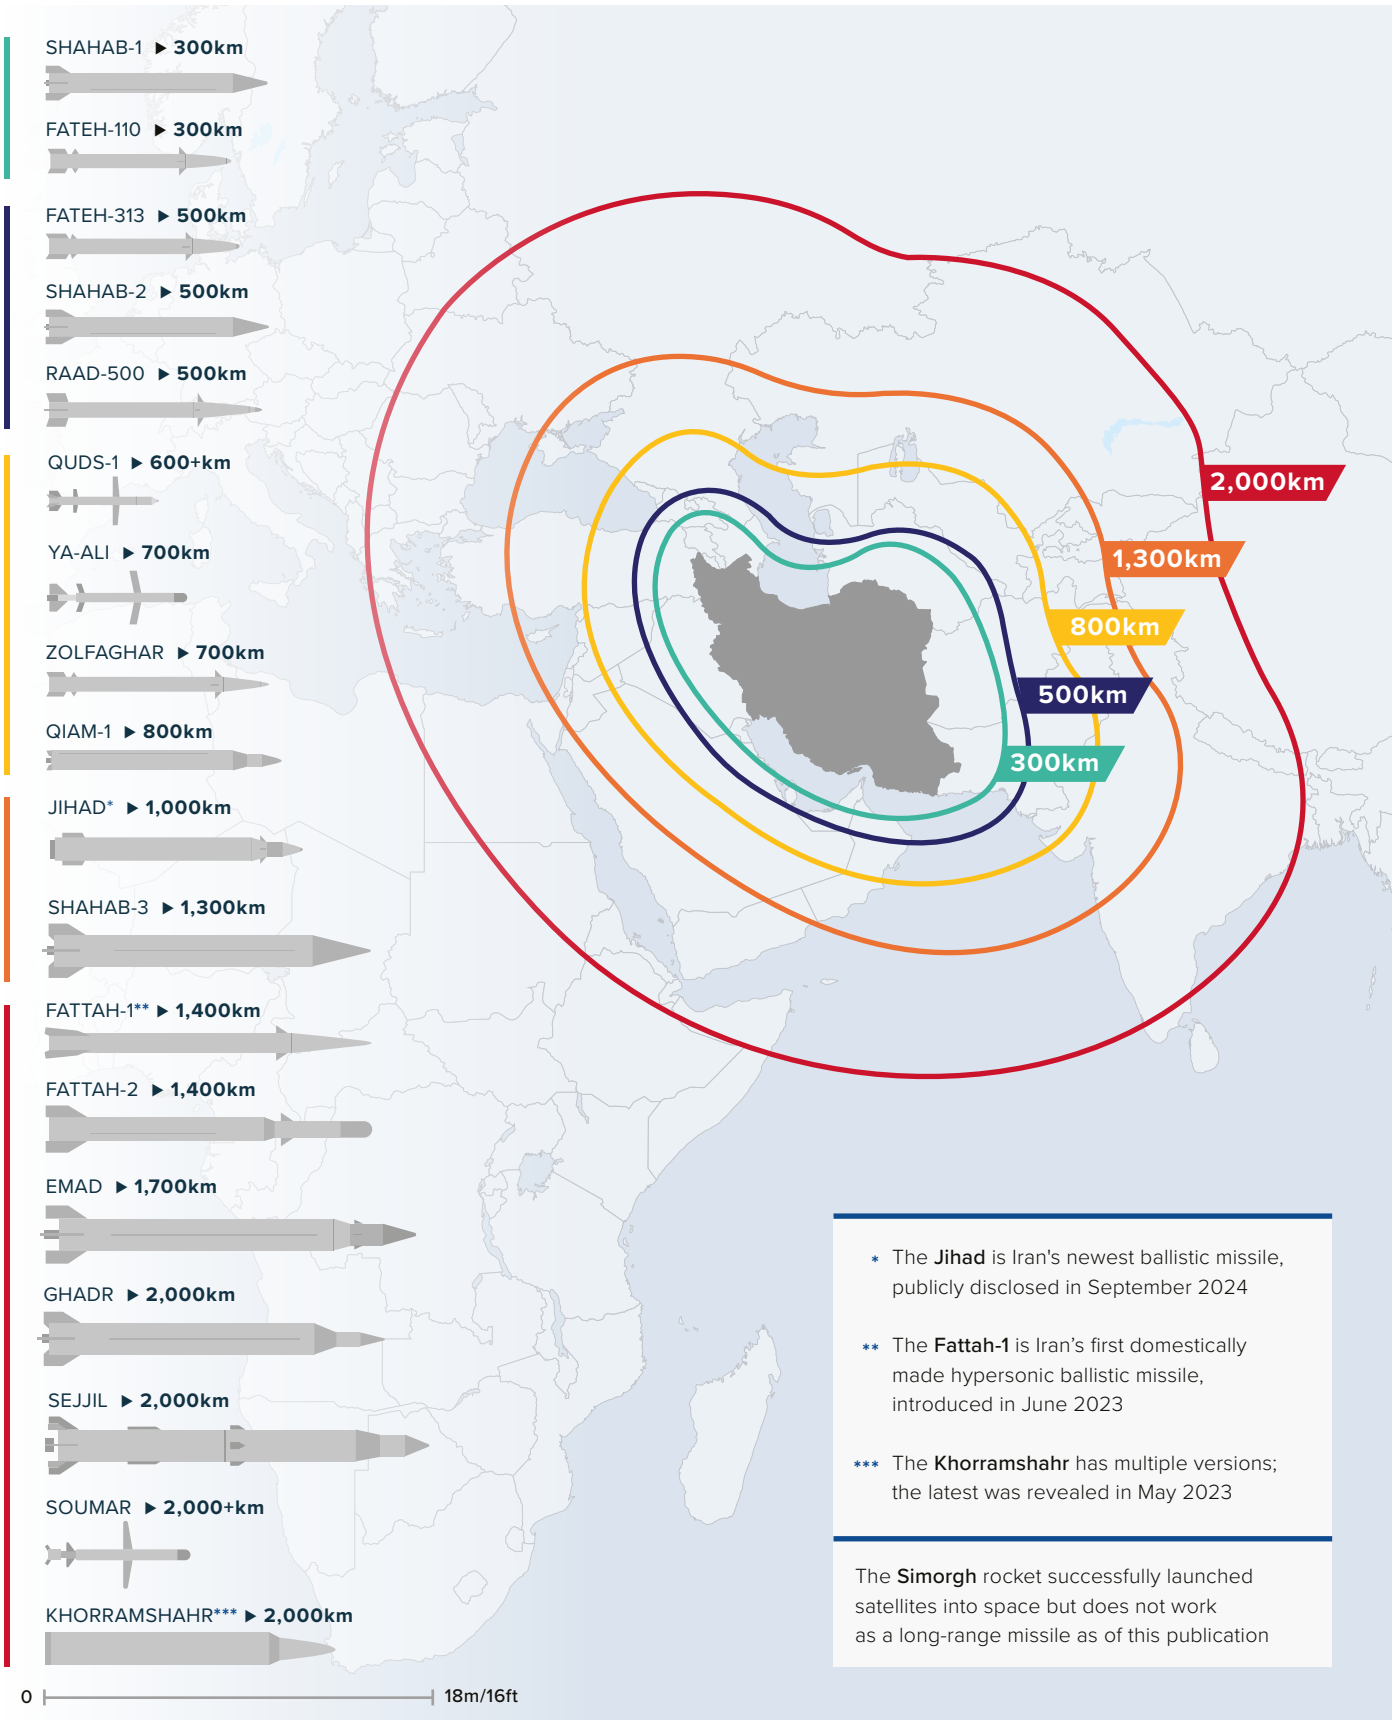 SHAHAB-1 ▶ 300km
FATEH-110 ▶ 300km
FATEH-313 ▶ 500km
SHAHAB-2 ▶ 500km
RAAD-500 ▶ 500km
QUDS-1 ▶ 600+km
YA-ALI ▶ 700km
ZOLFAGHAR ▶ 700km
QIAM-1 ▶ 800km
JIHAD* ▶ 1,000km
SHAHAB-3 ▶ 1,300km
FATTAH-1** ▶ 1,400km
FATTAH-2 ▶ 1,400km
EMAD ▶ 1,700km
GHADR ▶ 2,000km
SEJJIL ▶ 2,000km
SOUMAR ▶ 2,000+km
KHORRAMSHAHR*** ▶ 2,000km
0 18m/16ft
2,000km
1,300km
800km
500km
300km
* The Jihad is Iran's newest ballistic missile,
publicly disclosed in September 2024
** The Fattah-1 is Iran’s first domestically
made hypersonic ballistic missile,
introduced in June 2023
*** The Khorramshahr has multiple versions;
the latest was revealed in May 2023
The Simorgh rocket successfully launched
satellites into space but does not work
as a long-range missile as of this publication